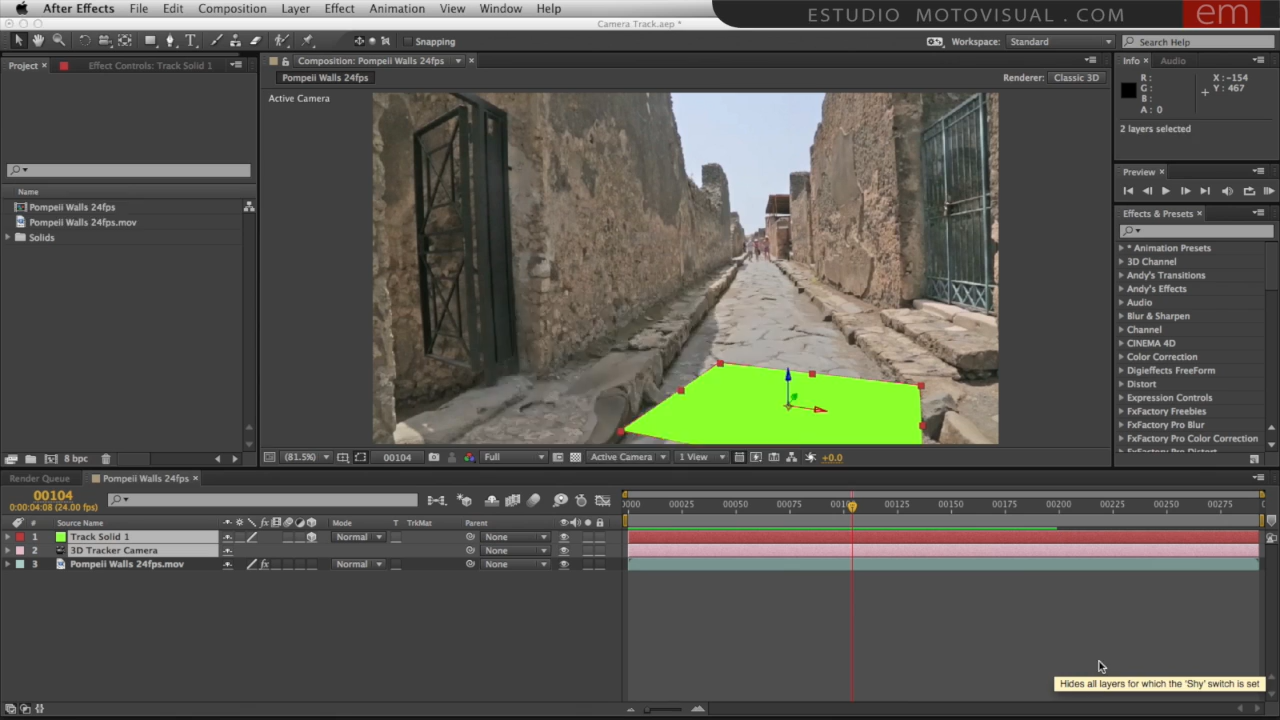 After Effects File Edit Composition Layer Effect Animation View Window Help
ESTUDIO MOTOVISUAL . COM em
Camera Track.aep *
Snapping
Workspace: Standard
Search Help
Project
Effect Controls: Track Solid 1
Composition: Pompeii Walls 24fps
Info
Audio
Pompeii Walls 24fps
Renderer: Classic 3D
Active Camera
R :
G :
B :
A : 0
X : -154
Y : 467
2 layers selected
Preview
Name
Pompeii Walls 24fps
Pompeii Walls 24fps.mov
Solids
Effects & Presets
* Animation Presets
3D Channel
Andy's Transitions
Andy's Effects
Audio
Blur & Sharpen
Channel
CINEMA 4D
Color Correction
Digieffects FreeForm
Distort
Expression Controls
FxFactory Freebies
FxFactory Pro Blur
FxFactory Pro Color Correction
FxFactory Pro Distort
8 bpc
(81.5%) 00104 Full Active Camera 1 View +0.0
Render Queue
Pompeii Walls 24fps
00104
0:00:04:08 (24.00 fps)
0000 00025 00050 00075 00100 00125 00150 00175 00200 00225 00250 00275
# Source Name fx Mode T TrkMat Parent
1 Track Solid 1 Normal None
2 3D Tracker Camera None
3 Pompeii Walls 24fps.mov fx Normal None
Hides all layers for which the 'Shy' switch is set